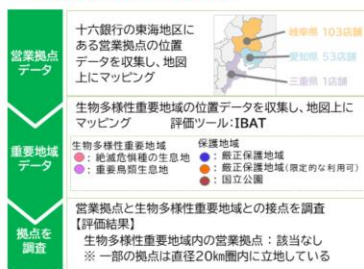 営業拠点
データ
十六銀行の東海地区に
ある営業拠点の位置
データを収集し、地図
上にマッピング
岐阜県 103店舗
愛知県 53店舗
三重県 1店舗
重要地域
データ
生物多様性重要地域の位置データを収集し、地図上に
マッピング 評価ツール:IBAT
生物多様性重要地域
●:絶滅危惧種の生息地
●:重要鳥類生息地
保護地域
●:厳正保護地域
●:厳正保護地域(限定的な利用可)
●:国立公園
拠点を
調査
営業拠点と生物多様性重要地域との接点を調査
【評価結果】
生物多様性重要地域内の営業拠点:該当なし
※ 一部の拠点は直径20km圏内に立地している